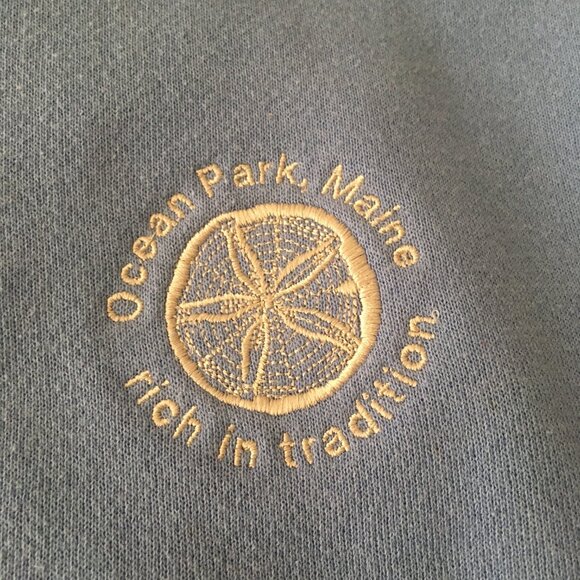 Ocean Park, Maine
rich in tradition